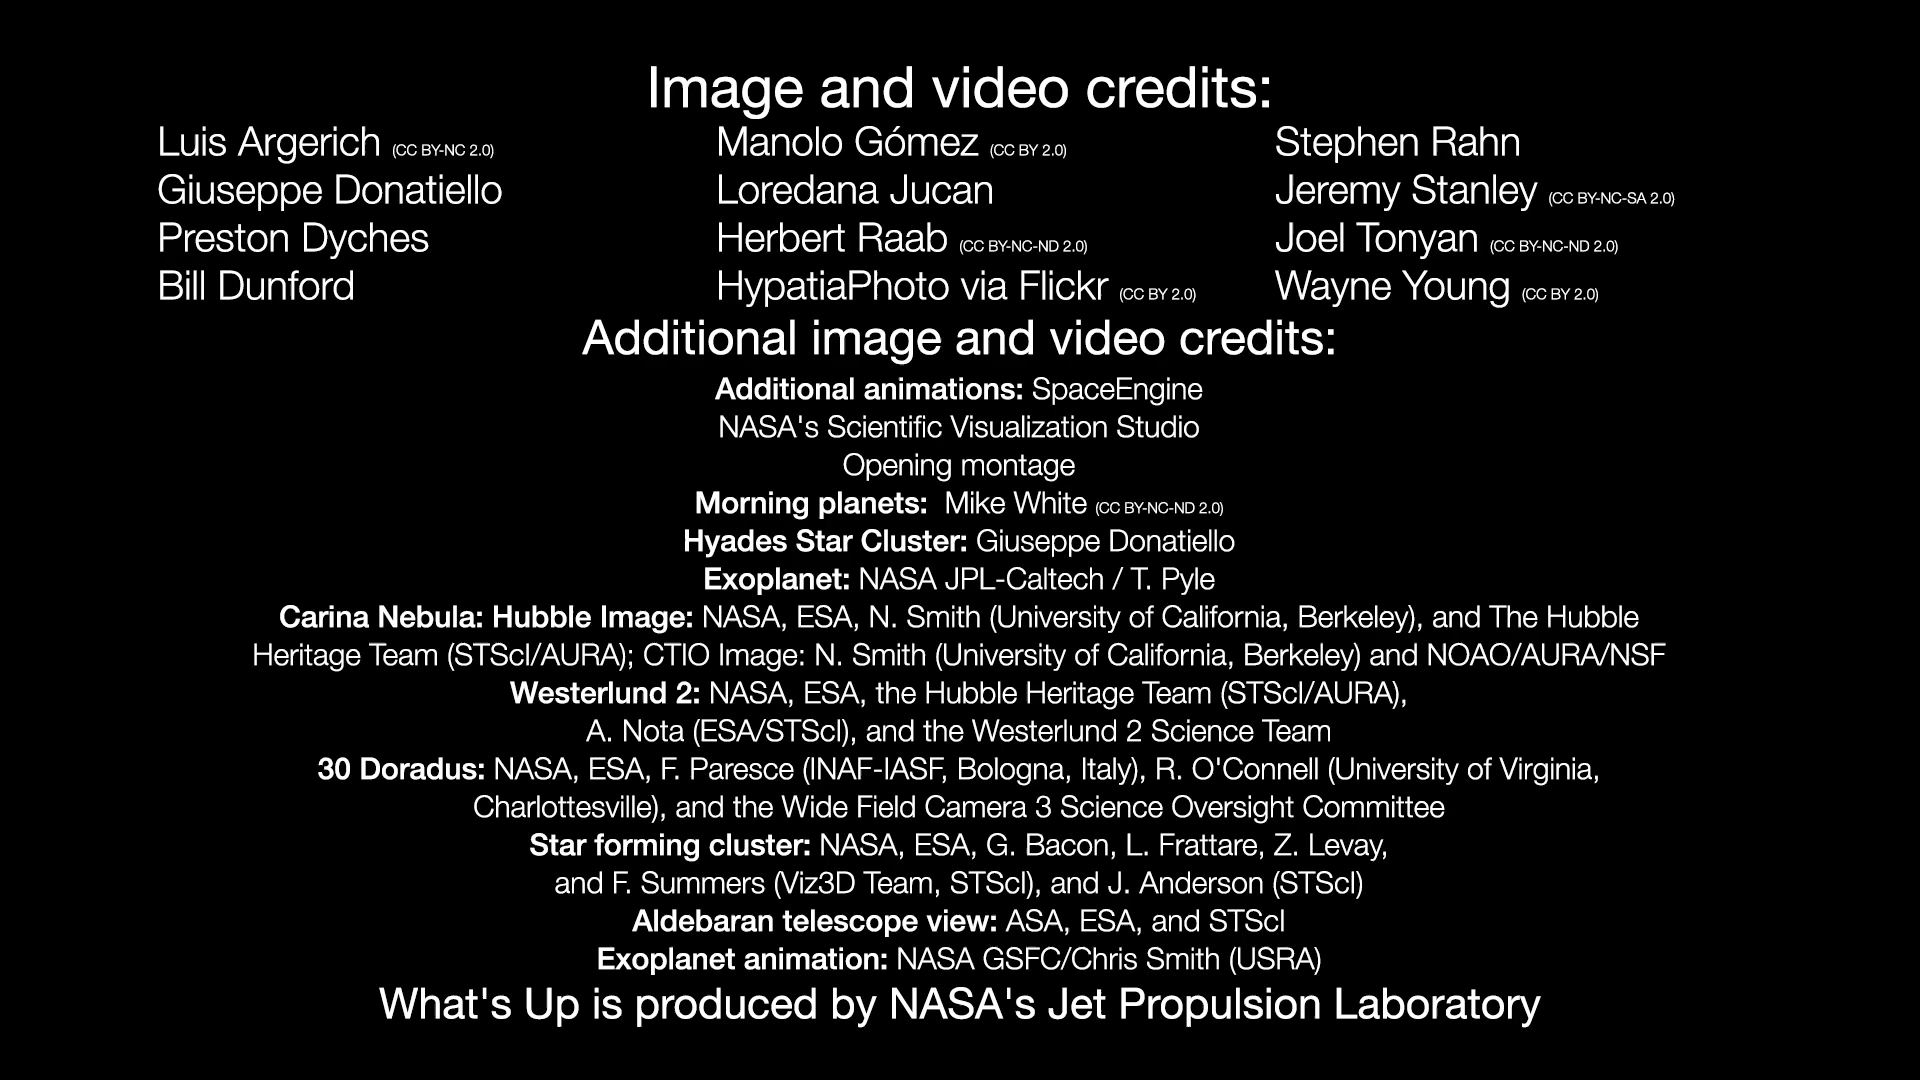 Image and video credits:
Luis Argerich (CC BY-NC 2.0)
Giuseppe Donatiello
Preston Dyches
Bill Dunford
Manolo Gómez (CC BY 2.0)
Loredana Jucan
Herbert Raab (CC BY-NC-ND 2.0)
HypatiaPhoto via Flickr (CC BY 2.0)
Stephen Rahn
Jeremy Stanley (CC BY-NC-SA 2.0)
Joel Tonyan (CC BY-NC-ND 2.0)
Wayne Young (CC BY 2.0)
Additional image and video credits:
Additional animations: SpaceEngine
NASA's Scientific Visualization Studio
Opening montage
Morning planets: Mike White (CC BY-NC-ND 2.0)
Hyades Star Cluster: Giuseppe Donatiello
Exoplanet: NASA JPL-Caltech / T. Pyle
Carina Nebula: Hubble Image: NASA, ESA, N. Smith (University of California, Berkeley), and The Hubble
Heritage Team (STScI/AURA); CTIO Image: N. Smith (University of California, Berkeley) and NOAO/AURA/NSF
Westerlund 2: NASA, ESA, the Hubble Heritage Team (STScI/AURA),
A. Nota (ESA/STScI), and the Westerlund 2 Science Team
30 Doradus: NASA, ESA, F. Paresce (INAF-IASF, Bologna, Italy), R. O'Connell (University of Virginia,
Charlottesville), and the Wide Field Camera 3 Science Oversight Committee
Star forming cluster: NASA, ESA, G. Bacon, L. Frattare, Z. Levay,
and F. Summers (Viz3D Team, STScI), and J. Anderson (STScI)
Aldebaran telescope view: ASA, ESA, and STScI
Exoplanet animation: NASA GSFC/Chris Smith (USRA)
What's Up is produced by NASA's Jet Propulsion Laboratory